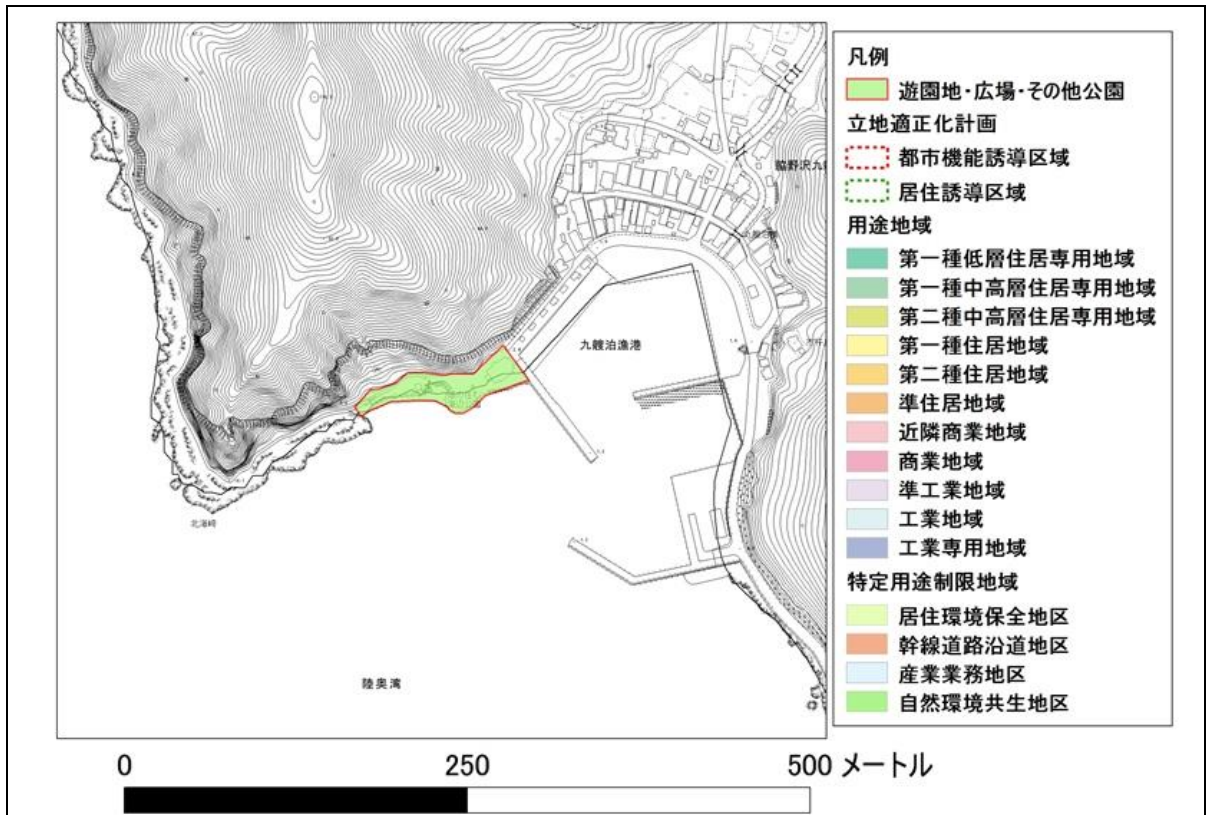 脇野沢九
九艘泊漁港
北海岬
陸奥湾
凡例
遊園地・広場・その他公園
立地適正化計画
都市機能誘導区域
居住誘導区域
用途地域
第一種低層住居専用地域
第一種中高層住居専用地域
第二種中高層住居専用地域
第一種住居地域
第二種住居地域
準住居地域
近隣商業地域
商業地域
準工業地域
工業地域
工業専用地域
特定用途制限地域
居住環境保全地区
幹線道路沿道地区
産業業務地区
自然環境共生地区
0 250 500 メートル